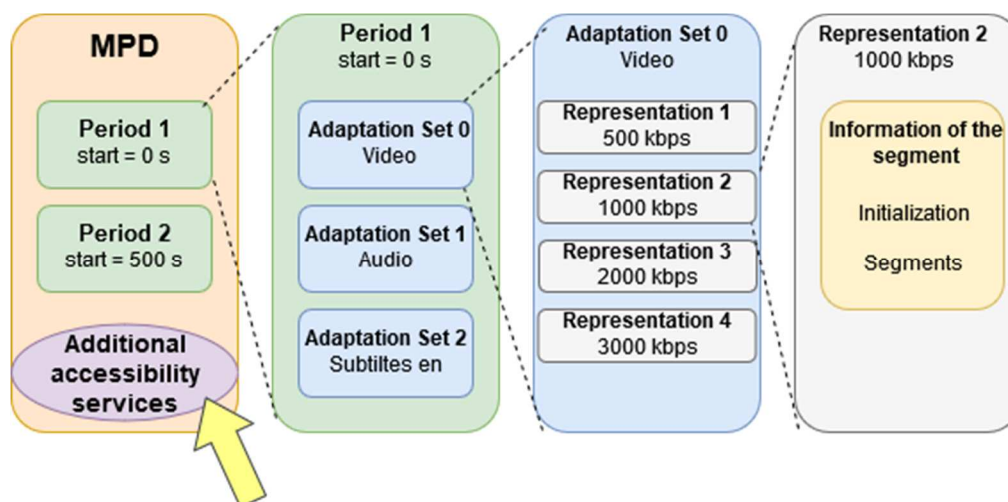 MPD
Period 1
start = 0 s
Period 2
start = 500 s
Additional
accessibility
services
Period 1
start = 0 s
Adaptation Set 0
Video
Adaptation Set 1
Audio
Adaptation Set 2
Subtiltes en
Adaptation Set 0
Video
Representation 1
500 kbps
Representation 2
1000 kbps
Representation 3
2000 kbps
Representation 4
3000 kbps
Representation 2
1000 kbps
Information of the
segment
Initialization
Segments